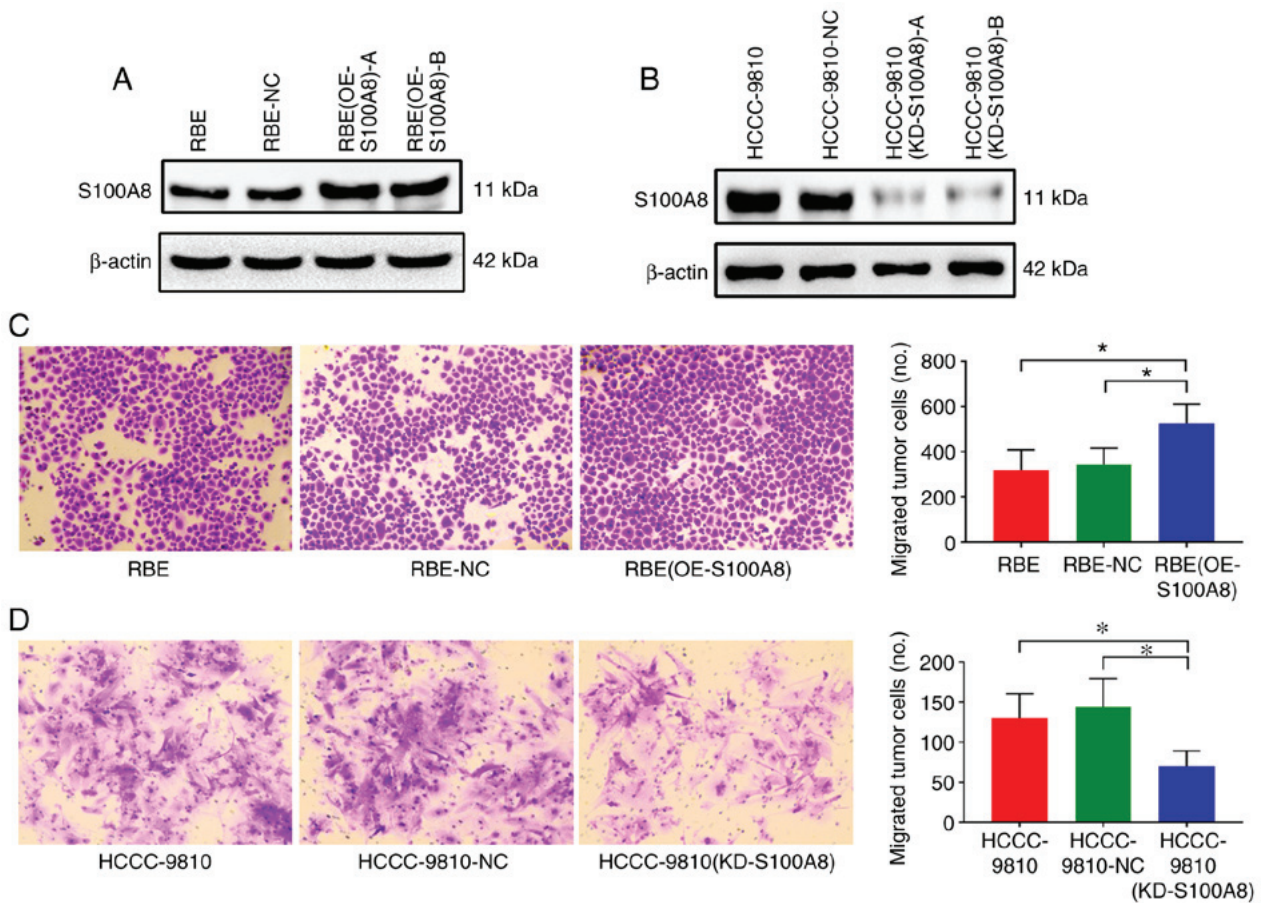 A
RBE
RBE-NC
RBE(OE-
S100A8)-A
RBE(OE-
S100A8)-B
S100A8
11 kDa
β-actin
42 kDa
B
HCCC-9810
HCCC-9810-NC
HCCC-9810
(KD-S100A8)-A
HCCC-9810
(KD-S100A8)-B
S100A8
11 kDa
β-actin
42 kDa
C
RBE
RBE-NC
RBE(OE-S100A8)
Migrated tumor cells (no.)
800
600
400
200
0
*
*
RBE
RBE-NC
RBE(OE-
S100A8)
D
HCCC-9810
HCCC-9810-NC
HCCC-9810(KD-S100A8)
Migrated tumor cells (no.)
200
150
100
50
0
*
*
HCCC-
9810
HCCC-
9810-NC
HCCC-
9810
(KD-S100A8)